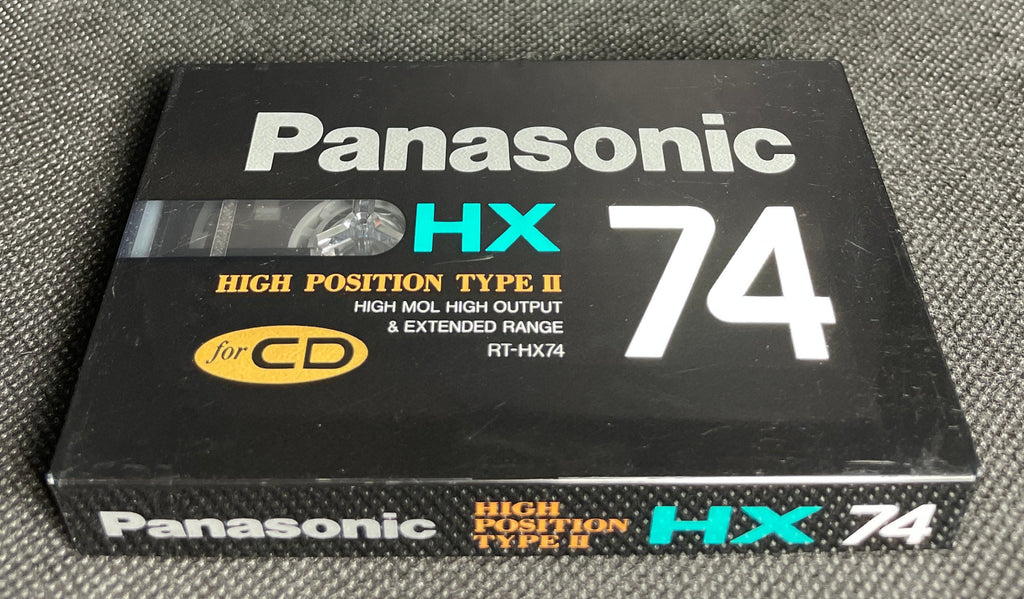 Panasonic
HX 74
HIGH POSITION TYPE II
HIGH MOL HIGH OUTPUT
& EXTENDED RANGE
RT-HX74
for CD
Panasonic
HIGH
POSITION
TYPE II
HX 74